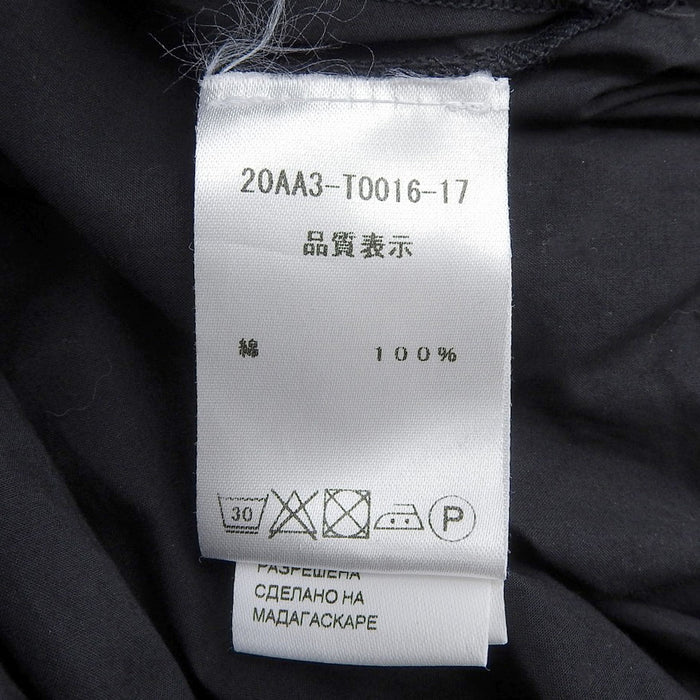 20AA3-T0016-17
品質表示
綿 100%
30 P
РАЗРЕШЕНА
СДЕЛАНО НА
МАДАГАСКАРЕ